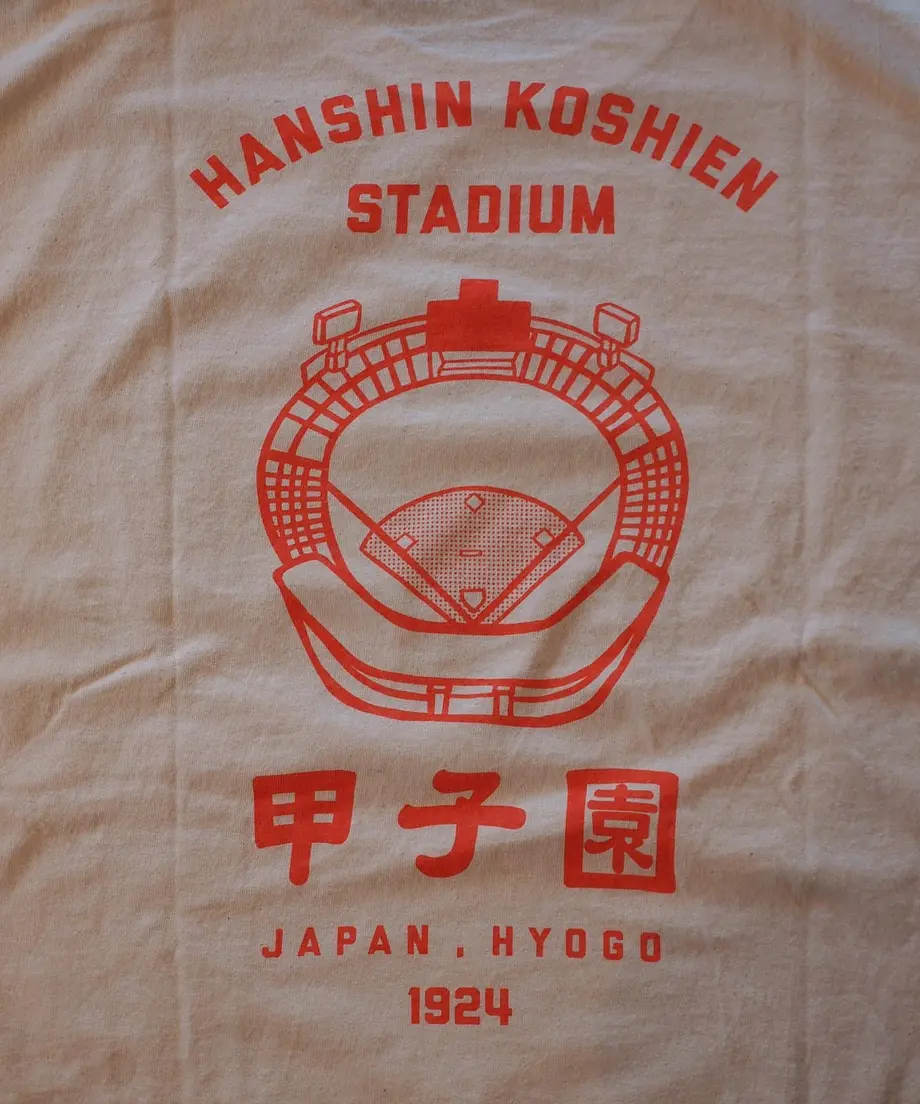 HANSHIN KOSHIEN
STADIUM
甲子園
JAPAN , HYOGO
1924